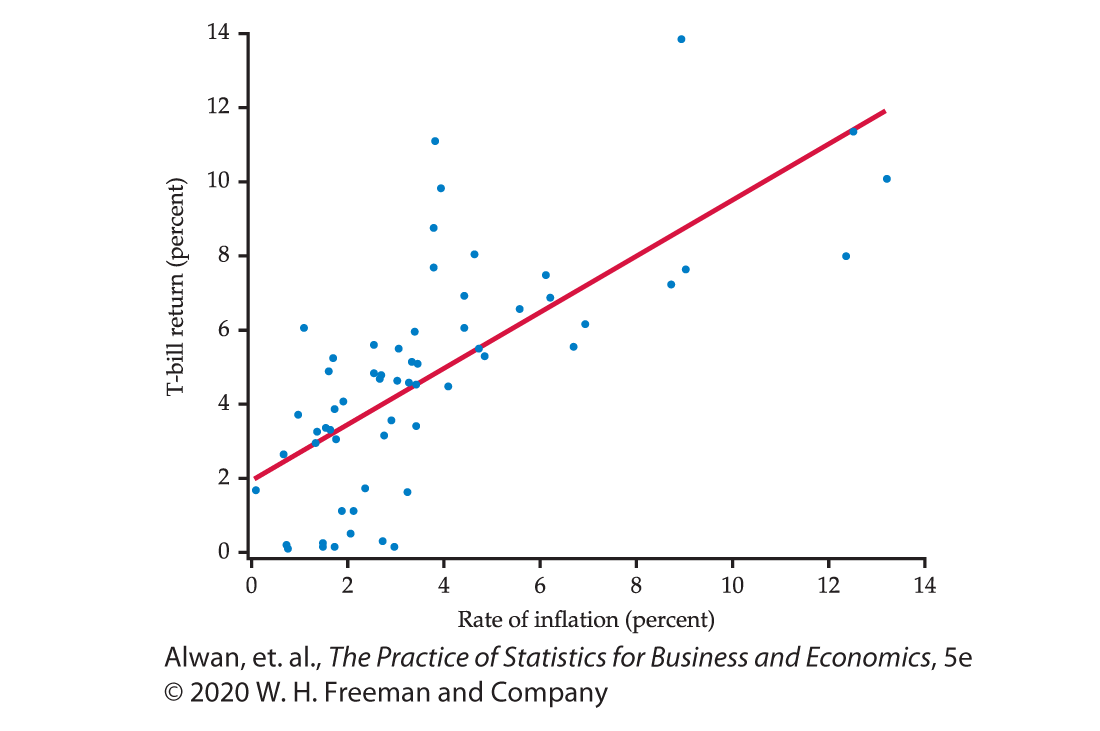 14
12
10
8
6
4
2
0
T-bill return (percent)
0 2 4 6 8 10 12 14
Rate of inflation (percent)
Alwan, et. al., The Practice of Statistics for Business and Economics, 5e
© 2020 W. H. Freeman and Company